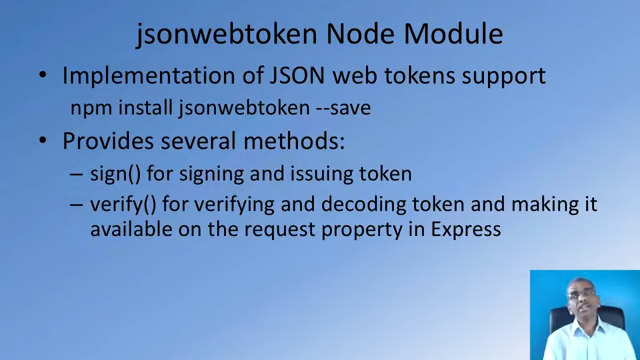 jsonwebtoken Node Module
• Implementation of JSON web tokens support
npm install jsonwebtoken --save
• Provides several methods:
– sign() for signing and issuing token
– verify() for verifying and decoding token and making it
available on the request property in Express